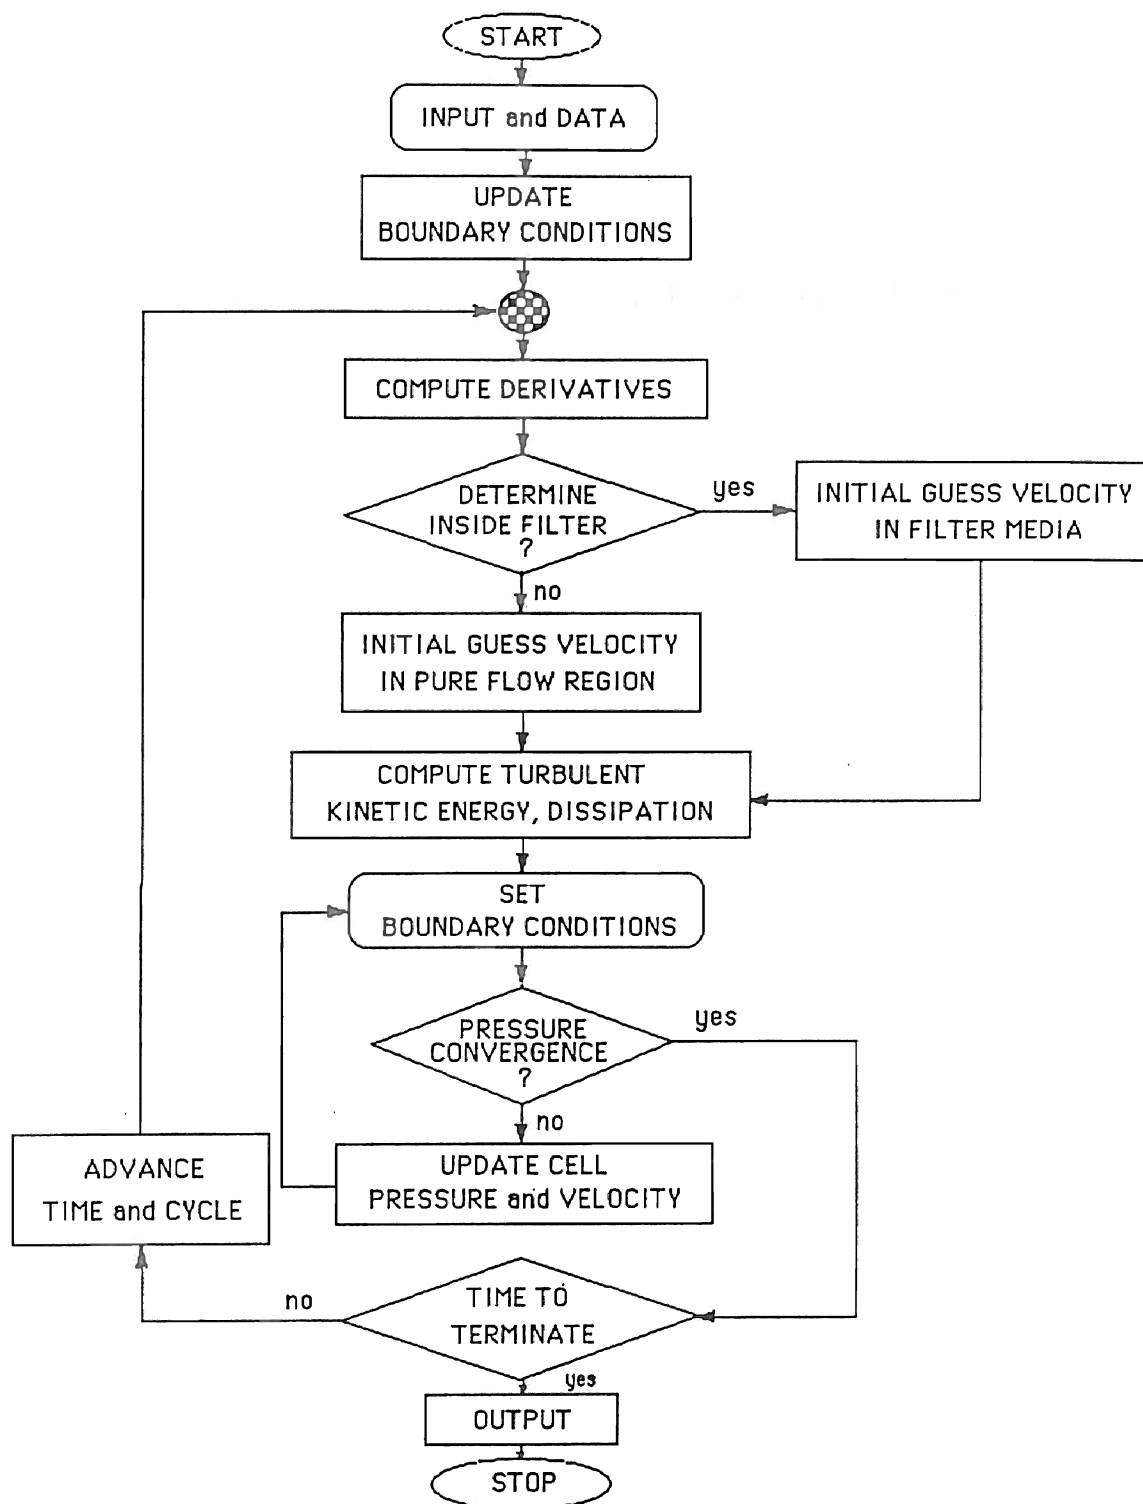 START
INPUT and DATA
UPDATE
BOUNDARY CONDITIONS
COMPUTE DERIVATIVES
DETERMINE
INSIDE FILTER
?
yes
INITIAL GUESS VELOCITY
IN FILTER MEDIA
no
INITIAL GUESS VELOCITY
IN PURE FLOW REGION
COMPUTE TURBULENT
KINETIC ENERGY, DISSIPATION
SET
BOUNDARY CONDITIONS
PRESSURE
CONVERGENCE
?
yes
no
UPDATE CELL
PRESSURE and VELOCITY
ADVANCE
TIME and CYCLE
no
TIME TO
TERMINATE
yes
OUTPUT
STOP